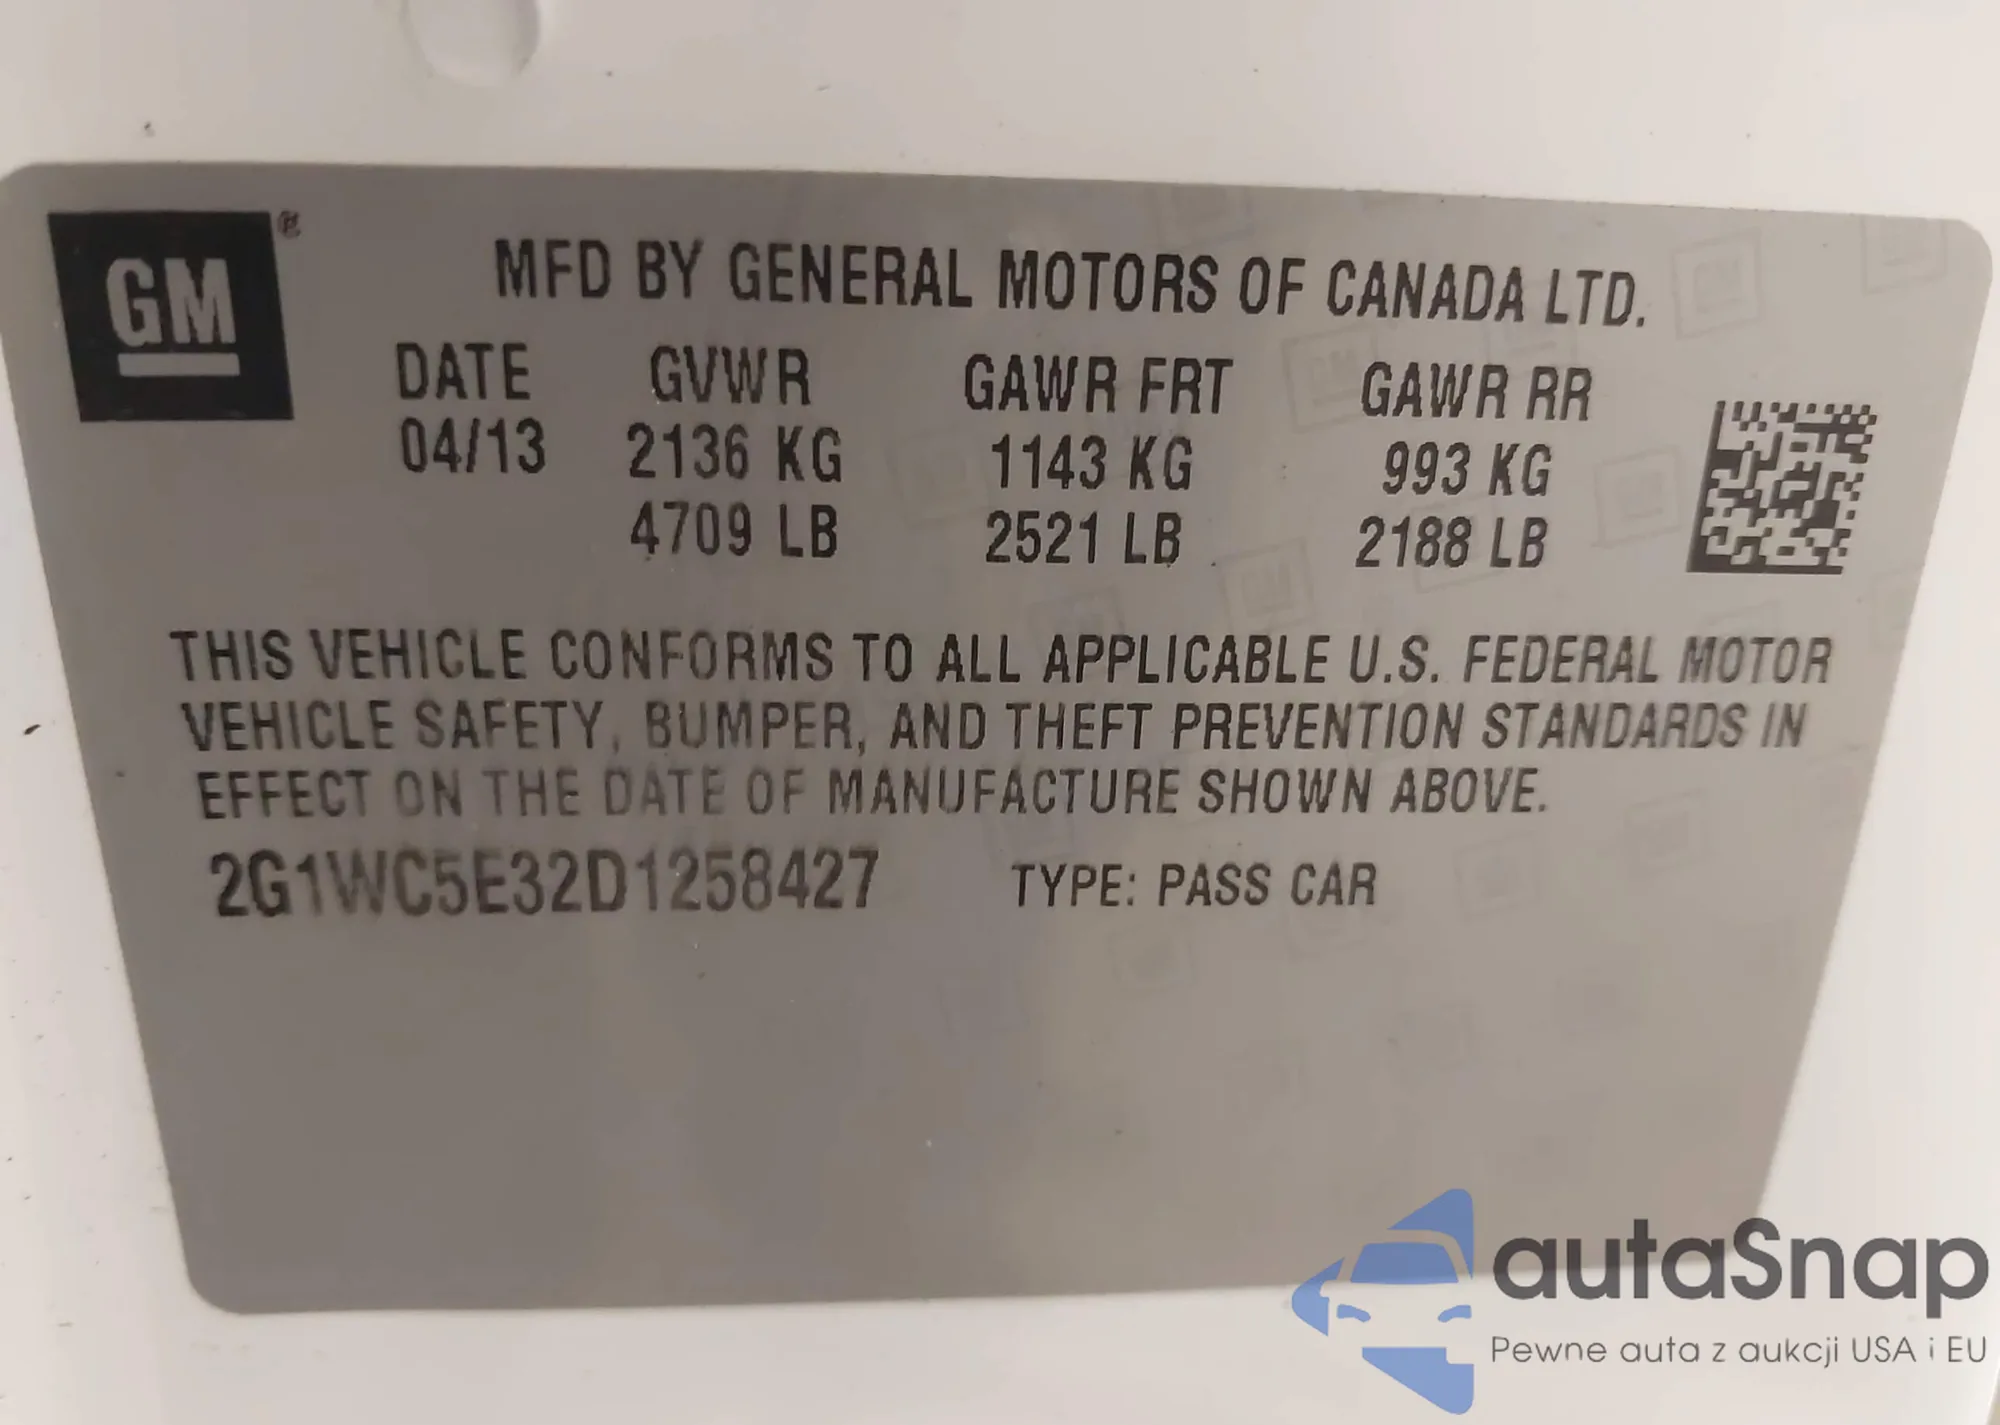 GM
MFD BY GENERAL MOTORS OF CANADA LTD.
DATE GVWR GAWR FRT GAWR RR
04/13 2136 KG 1143 KG 993 KG
4709 LB 2521 LB 2188 LB
THIS VEHICLE CONFORMS TO ALL APPLICABLE U.S. FEDERAL MOTOR
VEHICLE SAFETY, BUMPER, AND THEFT PREVENTION STANDARDS IN
EFFECT ON THE DATE OF MANUFACTURE SHOWN ABOVE.
2G1WC5E32D1258427 TYPE: PASS CAR
autaSnap
Pewne auta z aukcji USA i EU